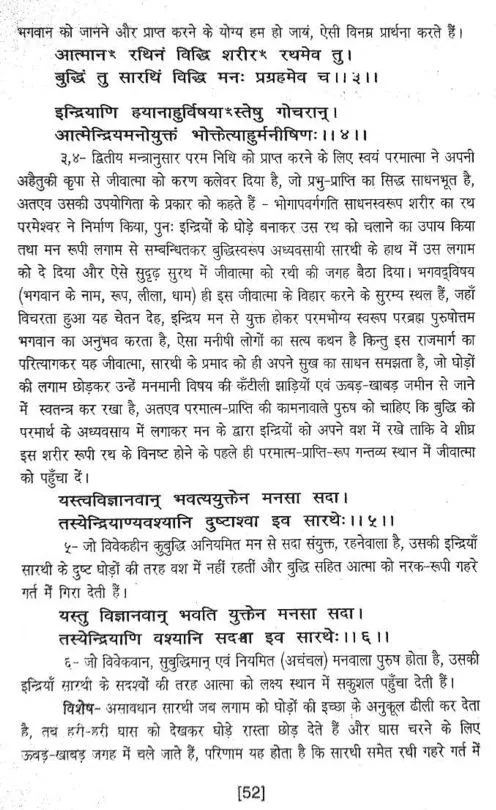 भगवान को जानने और प्राप्त करने के योग्य हम हो जायं, ऐसी विनम्र प्रार्थना करते हैं।
आत्मान* रथिनं विद्धि शरीर* रथमेव तु।
बुद्धिं तु सारथिं विद्धि मनः प्रग्रहमेव च।।३।।
इन्द्रियाणि हयानाहुर्विषया*स्तेषु गोचरान्।
आत्मेन्द्रियमनोयुक्तं भोक्तेत्याहुर्मनीषिणः।।४।।
३,४- द्वितीय मन्त्रानुसार परम निधि को प्राप्त करने के लिए स्वयं परमात्मा ने अपनी
अहैतुकी कृपा से जीवात्मा को करण कलेवर दिया है, जो प्रभु-प्राप्ति का सिद्ध साधनभूत है,
अतएव उसकी उपयोगिता के प्रकार को कहते हैं - भोगापवर्गगति साधनस्वरूप शरीर का रथ
परमेश्वर ने निर्माण किया, पुनः इन्द्रियों के घोड़े बनाकर उस रथ को चलाने का उपाय किया
तथा मन रूपी लगाम से सम्बन्धितकर बुद्धिस्वरूप अध्यवसायी सारथी के हाथ में उस लगाम
को दे दिया और ऐसे सुदृढ़ सुरथ में जीवात्मा को रथी की जगह बैठा दिया। भगवद्विषय
(भगवान के नाम, रूप, लीला, धाम) ही इस जीवात्मा के विहार करने के सुरम्य स्थल हैं, जहाँ
विचरता हुआ यह चेतन देह, इन्द्रिय मन से युक्त होकर परमभोग्य स्वरूप परब्रह्म पुरुषोत्तम
भगवान का अनुभव करता है, ऐसा मनीषी लोगों का सत्य कथन है किन्तु इस राजमार्ग का
परित्यागकर यह जीवात्मा, सारथी के प्रमाद को ही अपने सुख का साधन समझता है, जो घोड़ों
की लगाम छोड़कर उन्हें मनमानी विषय की कँटीली झाड़ियों एवं ऊबड़-खाबड़ जमीन से जाने
में स्वतन्त्र कर रखा है, अतएव परमात्म-प्राप्ति की कामनावाले पुरुष को चाहिए कि बुद्धि को
परमार्थ के अध्यवसाय में लगाकर मन के द्वारा इन्द्रियों को अपने वश में रखे ताकि वे शीघ्र
इस शरीर रूपी रथ के विनष्ट होने के पहले ही परमात्म-प्राप्ति-रूप गन्तव्य स्थान में जीवात्मा
को पहुँचा दें।
यस्त्वविज्ञानवान् भवत्ययुक्तेन मनसा सदा।
तस्येन्द्रियाण्यवश्यानि दुष्टाश्वा इव सारथेः।।५।।
५- जो विवेकहीन कुबुद्धि अनियमित मन से सदा संयुक्त, रहनेवाला है, उसकी इन्द्रियाँ
सारथी के दुष्ट घोड़ों की तरह वश में नहीं रहतीं और बुद्धि सहित आत्मा को नरक-रूपी गहरे
गर्त में गिरा देती हैं।
यस्तु विज्ञानवान् भवति युक्तेन मनसा सदा।
तस्येन्द्रियाणि वश्यानि सदश्वा इव सारथेः।।६।।
६- जो विवेकवान, सुबुद्धिमान् एवं नियमित (अचंचल) मनवाला पुरुष होता है, उसकी
इन्द्रियाँ सारथी के सदश्वों की तरह आत्मा को लक्ष्य स्थान में सकुशल पहुँचा देती हैं।
विशेष- असावधान सारथी जब लगाम को घोड़ों की इच्छा के अनुकूल ढीली कर देता
है, तब हरी-हरी घास को देखकर घोड़े रास्ता छोड़ देते हैं और घास चरने के लिए
ऊबड़-खाबड़ जगह में चले जाते हैं, परिणाम यह होता है कि सारथी समेत रथी गहरे गर्त में
[52]